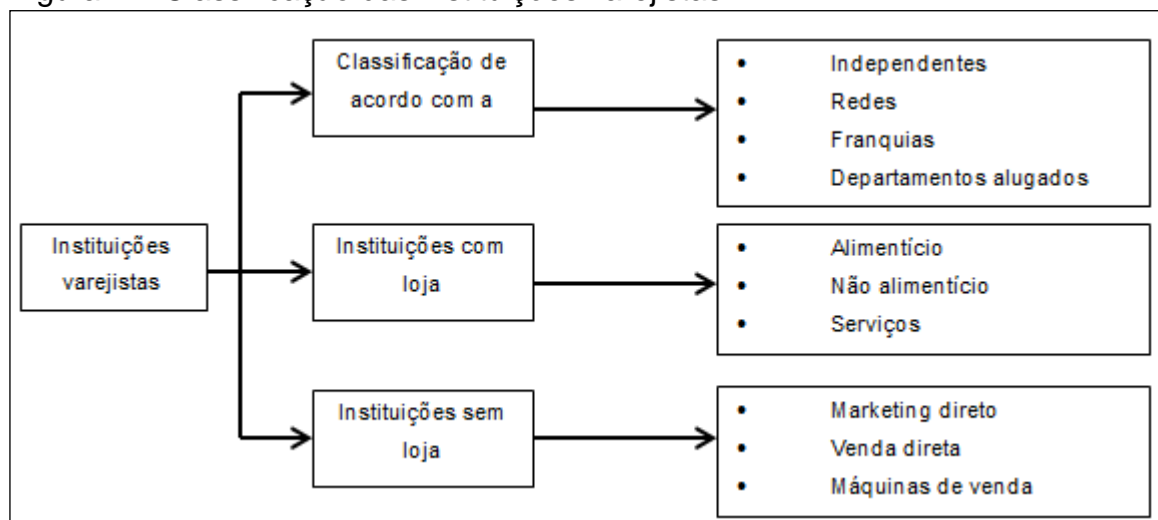 Instituições
varejistas
Classificação de
acordo com a
• Independentes
• Redes
• Franquias
• Departamentos alugados
Instituições com
loja
• Alimentício
• Não alimentício
• Serviços
Instituições sem
loja
• Marketing direto
• Venda direta
• Máquinas de venda